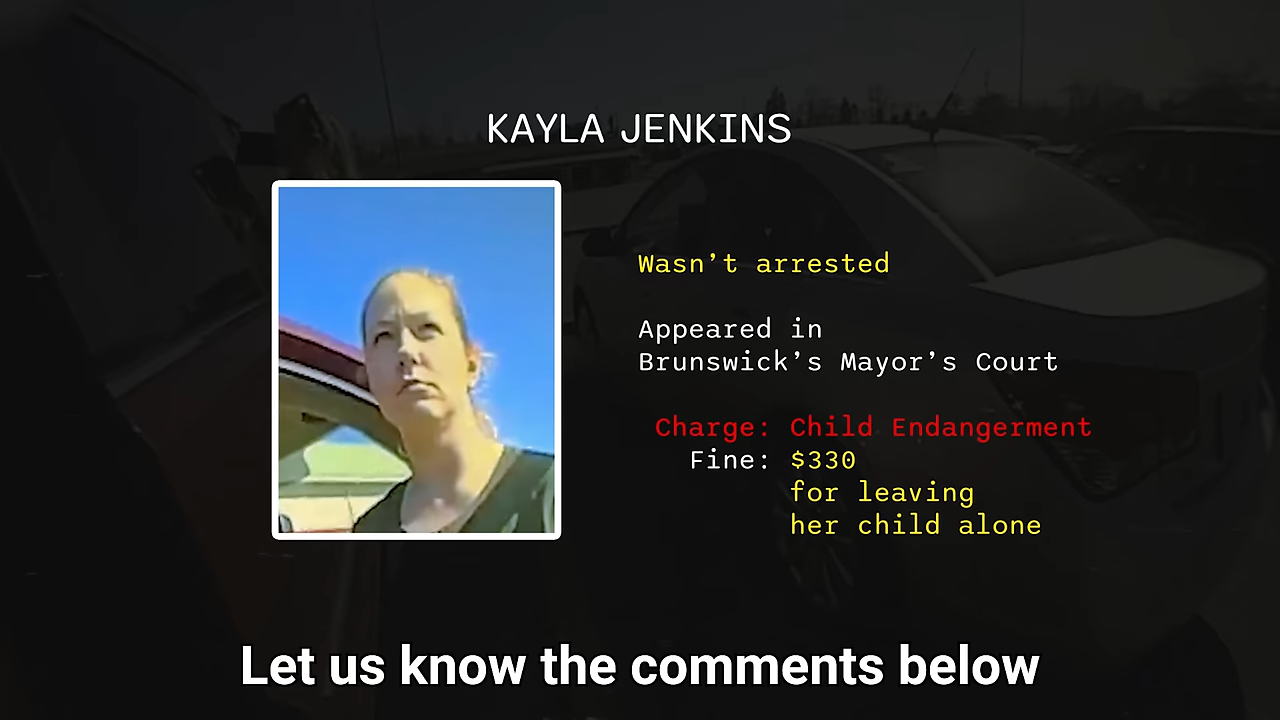 KAYLA JENKINS
Wasn’t arrested
Appeared in
Brunswick’s Mayor’s Court
Charge: Child Endangerment
Fine: $330
for leaving
her child alone
Let us know the comments below